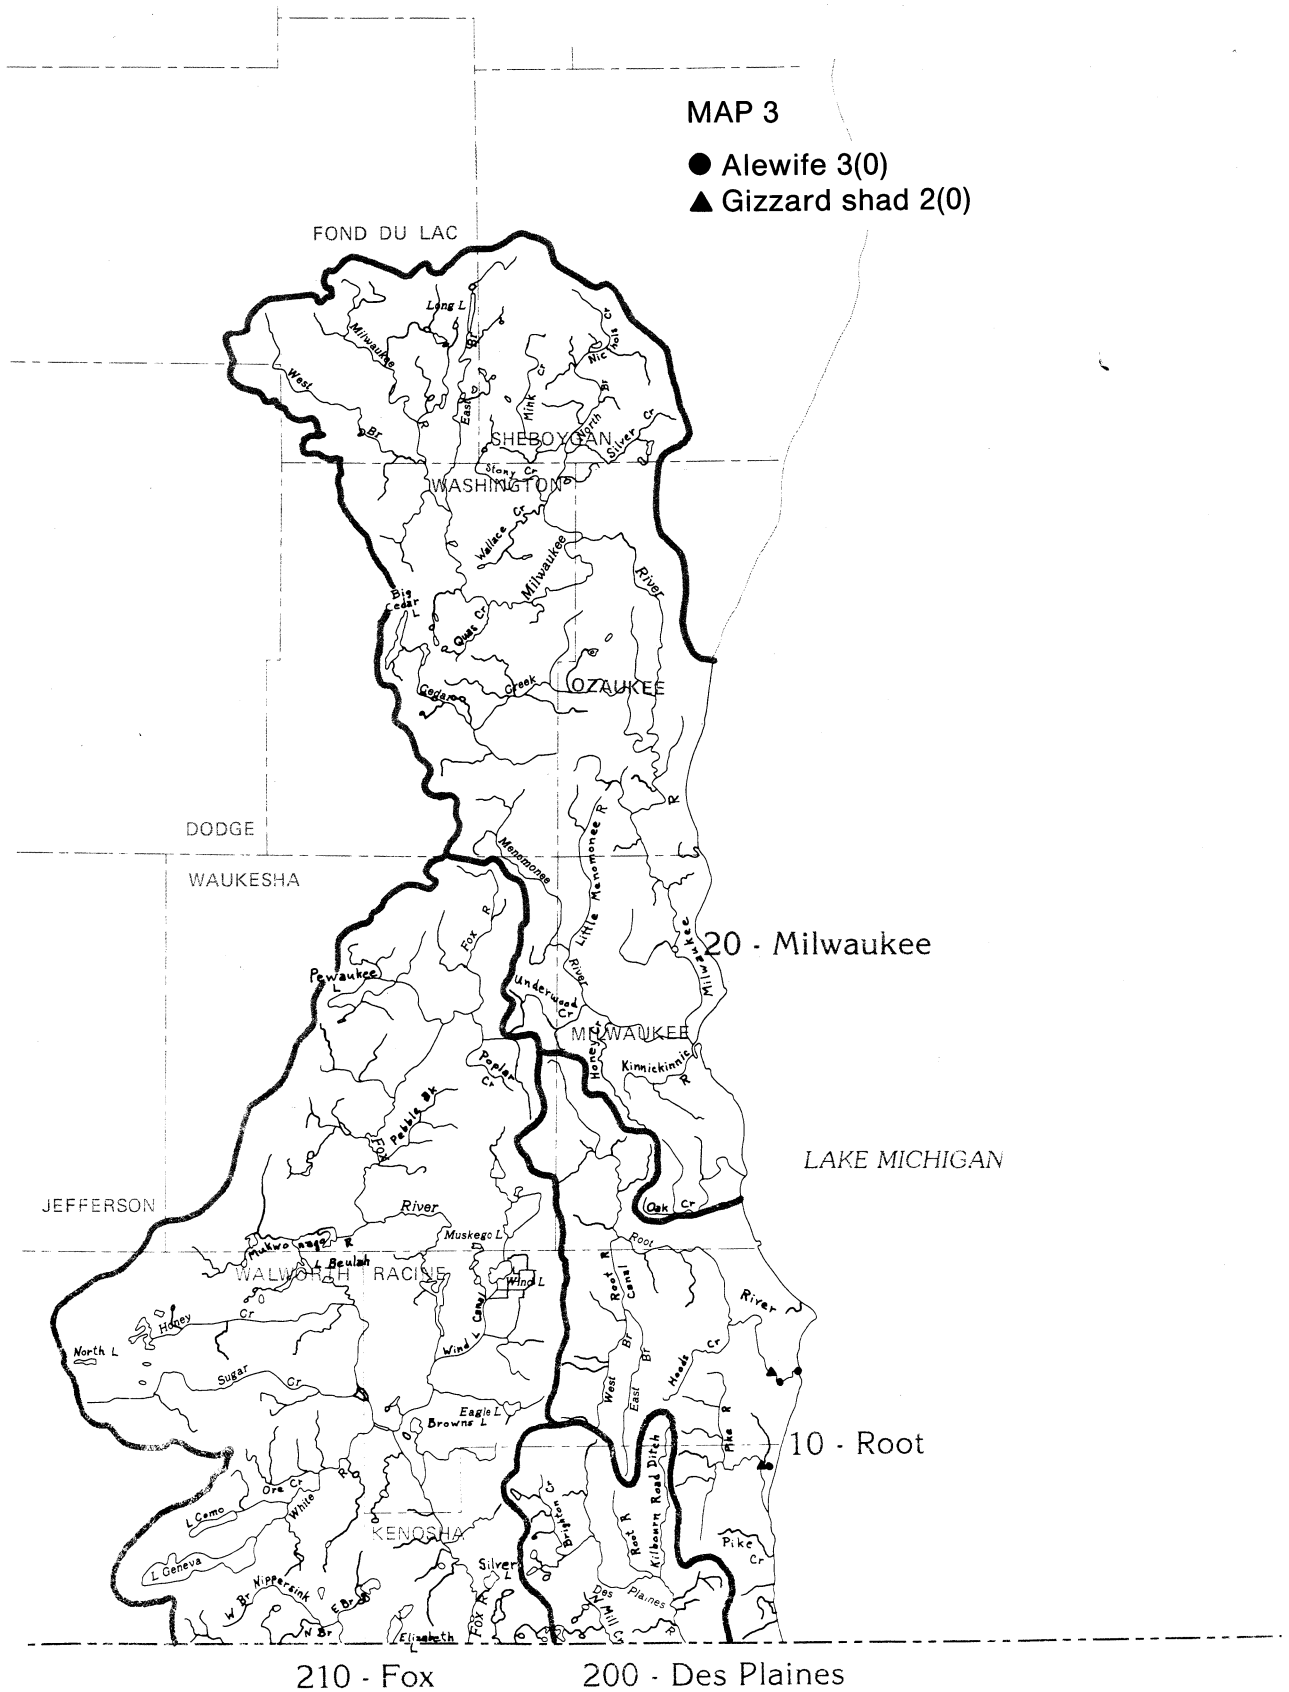 MAP 3
● Alewife 3(0)
▲ Gizzard shad 2(0)
FOND DU LAC
Long L
Milwaukee
Br
Nichols Cr
West
Br
R
East
Mink
Cr
Br
North
Silver Cr
SHEBOYGAN
Stony Cr
WASHINGTON
Wallace Cr
Milwaukee
River
Big
Cedar
L
Quas Cr
Cedar
Creek
OZAUKEE
R
DODGE
Menomonee
Little Menomonee R
WAUKESHA
Fox R
Milwaukee
20 - Milwaukee
Pewaukee
L
River
Underwood
Cr
MILWAUKEE
Honey Cr
Kinnickinnic
R
Poplar
Cr
Pebble Bk
Fox
LAKE MICHIGAN
JEFFERSON
River
Oak Cr
Muskego L
Root
Mukwonago R
L Beulah
WALWORTH
RACINE
Wind L
Root R
Canal
River
Honey
Cr
Wind L Canal
North L
Br
Br
Hoods
Cr
Sugar
Cr
West
East
Eagle L
Browns L
Pike R
10 - Root
Ore Cr
R
White
L Como
Brighton Cr
Kilbourn Road Ditch
Root R
KENOSHA
Pike
Cr
L Geneva
Silver
L
Nippersink
W Br
E Br
N Br
Fox R
Des Plaines
N Mill Cr
R
Elizabeth
L
210 - Fox
200 - Des Plaines